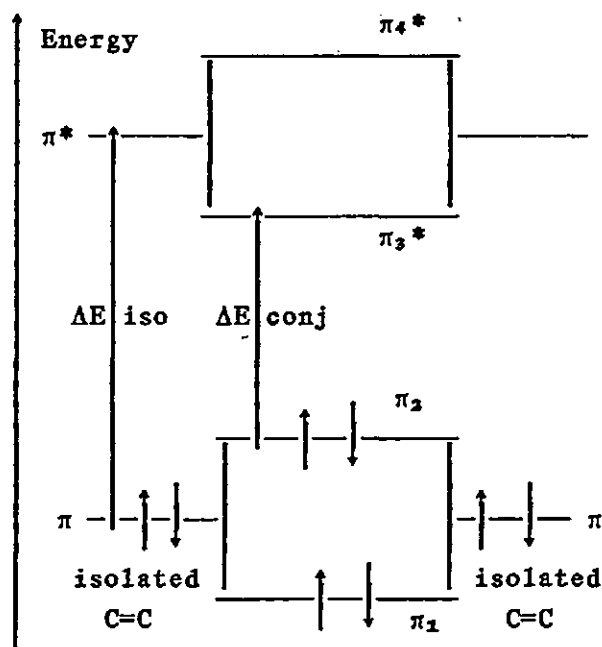 π₄*
Energy
π*
π₃*
ΔE iso
ΔE conj
π₂
π
π
isolated
C=C
isolated
C=C
π₁